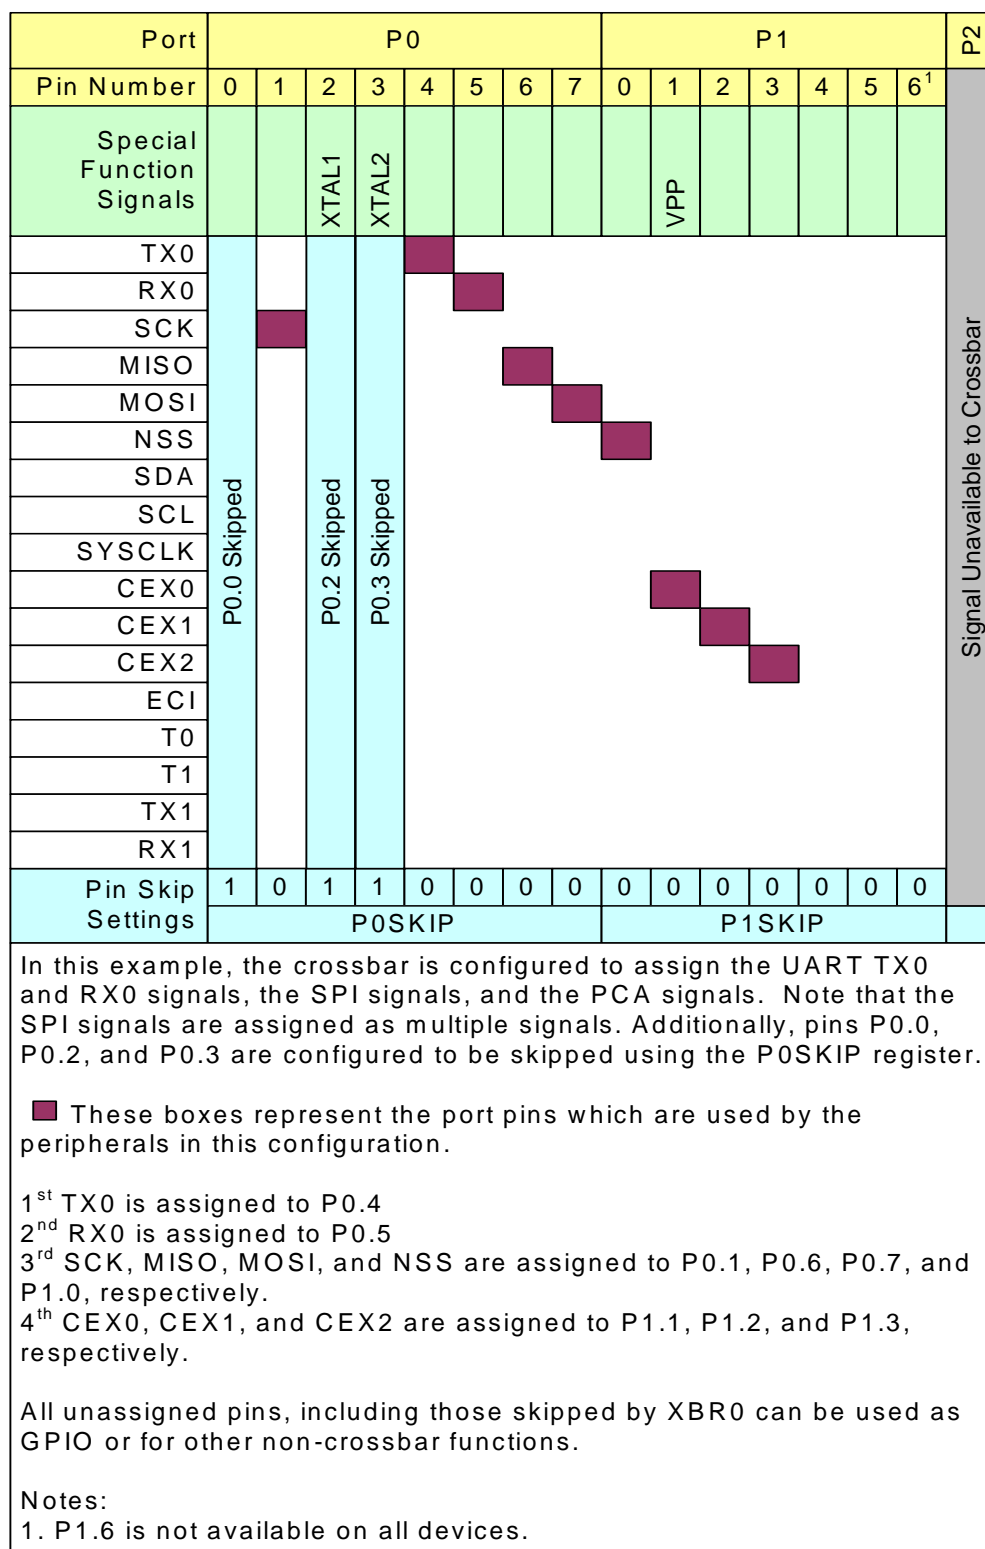 Port P0 P1 P2
Pin Number 0 1 2 3 4 5 6 7 0 1 2 3 4 5 6¹
Special
Function
Signals
XTAL1
XTAL2
VPP
TX0
RX0
SCK
MISO
MOSI
NSS
SDA
SCL
SYSCLK
CEX0
CEX1
CEX2
ECI
T0
T1
TX1
RX1
P0.0 Skipped
P0.2 Skipped
P0.3 Skipped
Signal Unavailable to Crossbar
Pin Skip
Settings
1 0 1 1 0 0 0 0 0 0 0 0 0 0 0
P0SKIP P1SKIP
In this example, the crossbar is configured to assign the UART TX0
and RX0 signals, the SPI signals, and the PCA signals. Note that the
SPI signals are assigned as multiple signals. Additionally, pins P0.0,
P0.2, and P0.3 are configured to be skipped using the P0SKIP register.
These boxes represent the port pins which are used by the
peripherals in this configuration.
1st TX0 is assigned to P0.4
2nd RX0 is assigned to P0.5
3rd SCK, MISO, MOSI, and NSS are assigned to P0.1, P0.6, P0.7, and
P1.0, respectively.
4th CEX0, CEX1, and CEX2 are assigned to P1.1, P1.2, and P1.3,
respectively.
All unassigned pins, including those skipped by XBR0 can be used as
GPIO or for other non-crossbar functions.
Notes:
1. P1.6 is not available on all devices.